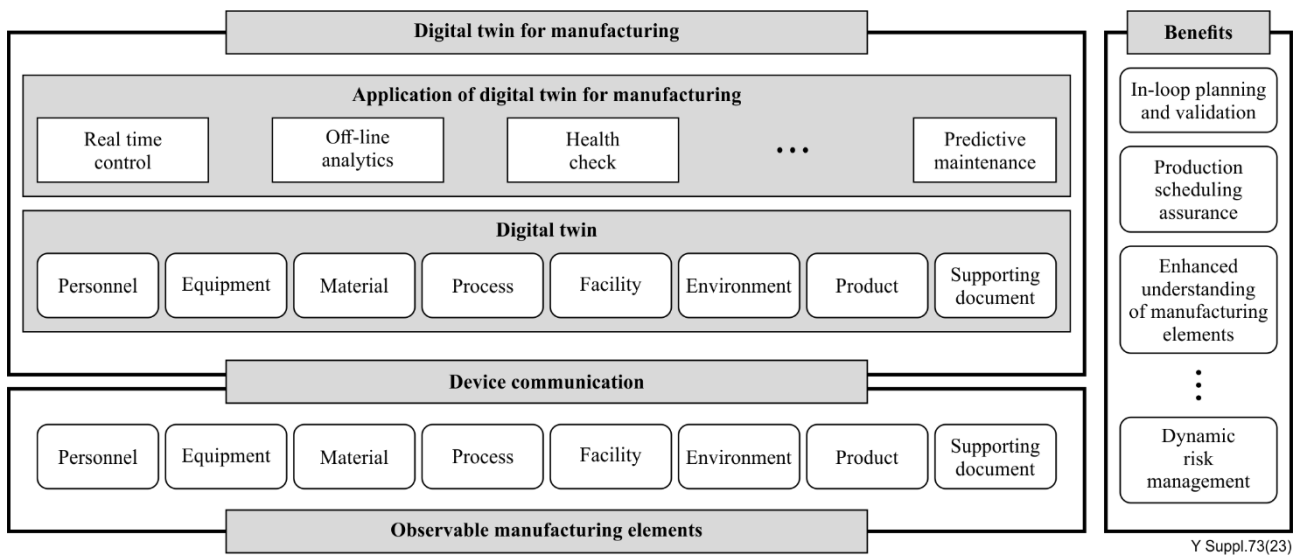 Digital twin for manufacturing
Application of digital twin for manufacturing
Real time
control
Off-line
analytics
Health
check
...
Predictive
maintenance
Digital twin
Personnel
Equipment
Material
Process
Facility
Environment
Product
Supporting
document
Device communication
Personnel
Equipment
Material
Process
Facility
Environment
Product
Supporting
document
Observable manufacturing elements
Benefits
In-loop planning
and validation
Production
scheduling
assurance
Enhanced
understanding
of manufacturing
elements
⋮
Dynamic
risk
management
Y Suppl.73(23)